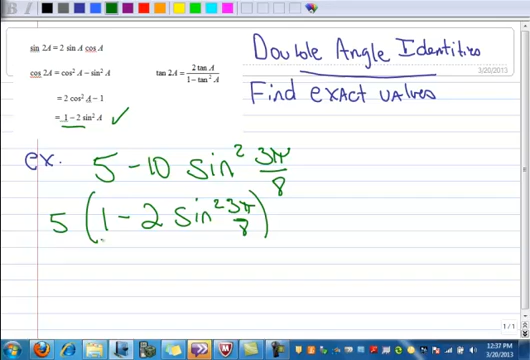 sin 2A = 2 sin A cos A
Double Angle Identities
3/20/2013
cos 2A = cos² A − sin² A
tan 2A = 2 tan A / 1 − tan² A
= 2 cos² A − 1
Find exact values
= 1 − 2 sin² A ✓
ex. 5 − 10 sin² 3π/8
5 (1 − 2 sin² 3π/8)
1 / 1
12:37 PM
3/20/2013